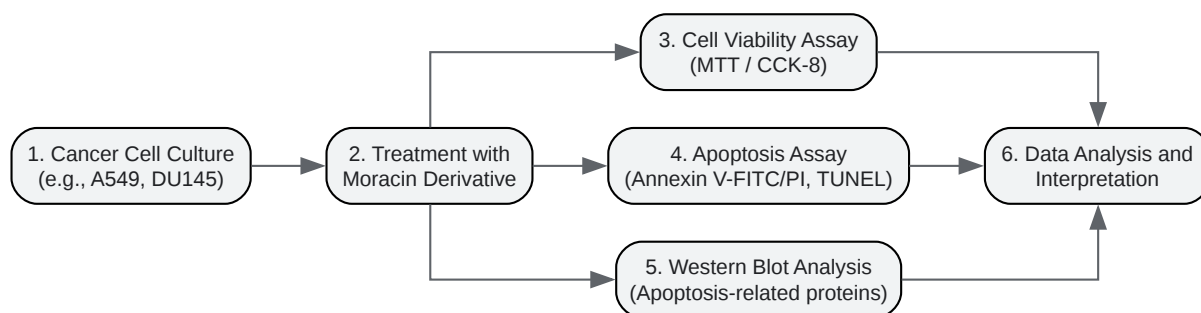 1. Cancer Cell Culture
(e.g., A549, DU145)
2. Treatment with
Moracin Derivative
3. Cell Viability Assay
(MTT / CCK-8)
4. Apoptosis Assay
(Annexin V-FITC/PI, TUNEL)
5. Western Blot Analysis
(Apoptosis-related proteins)
6. Data Analysis and
Interpretation